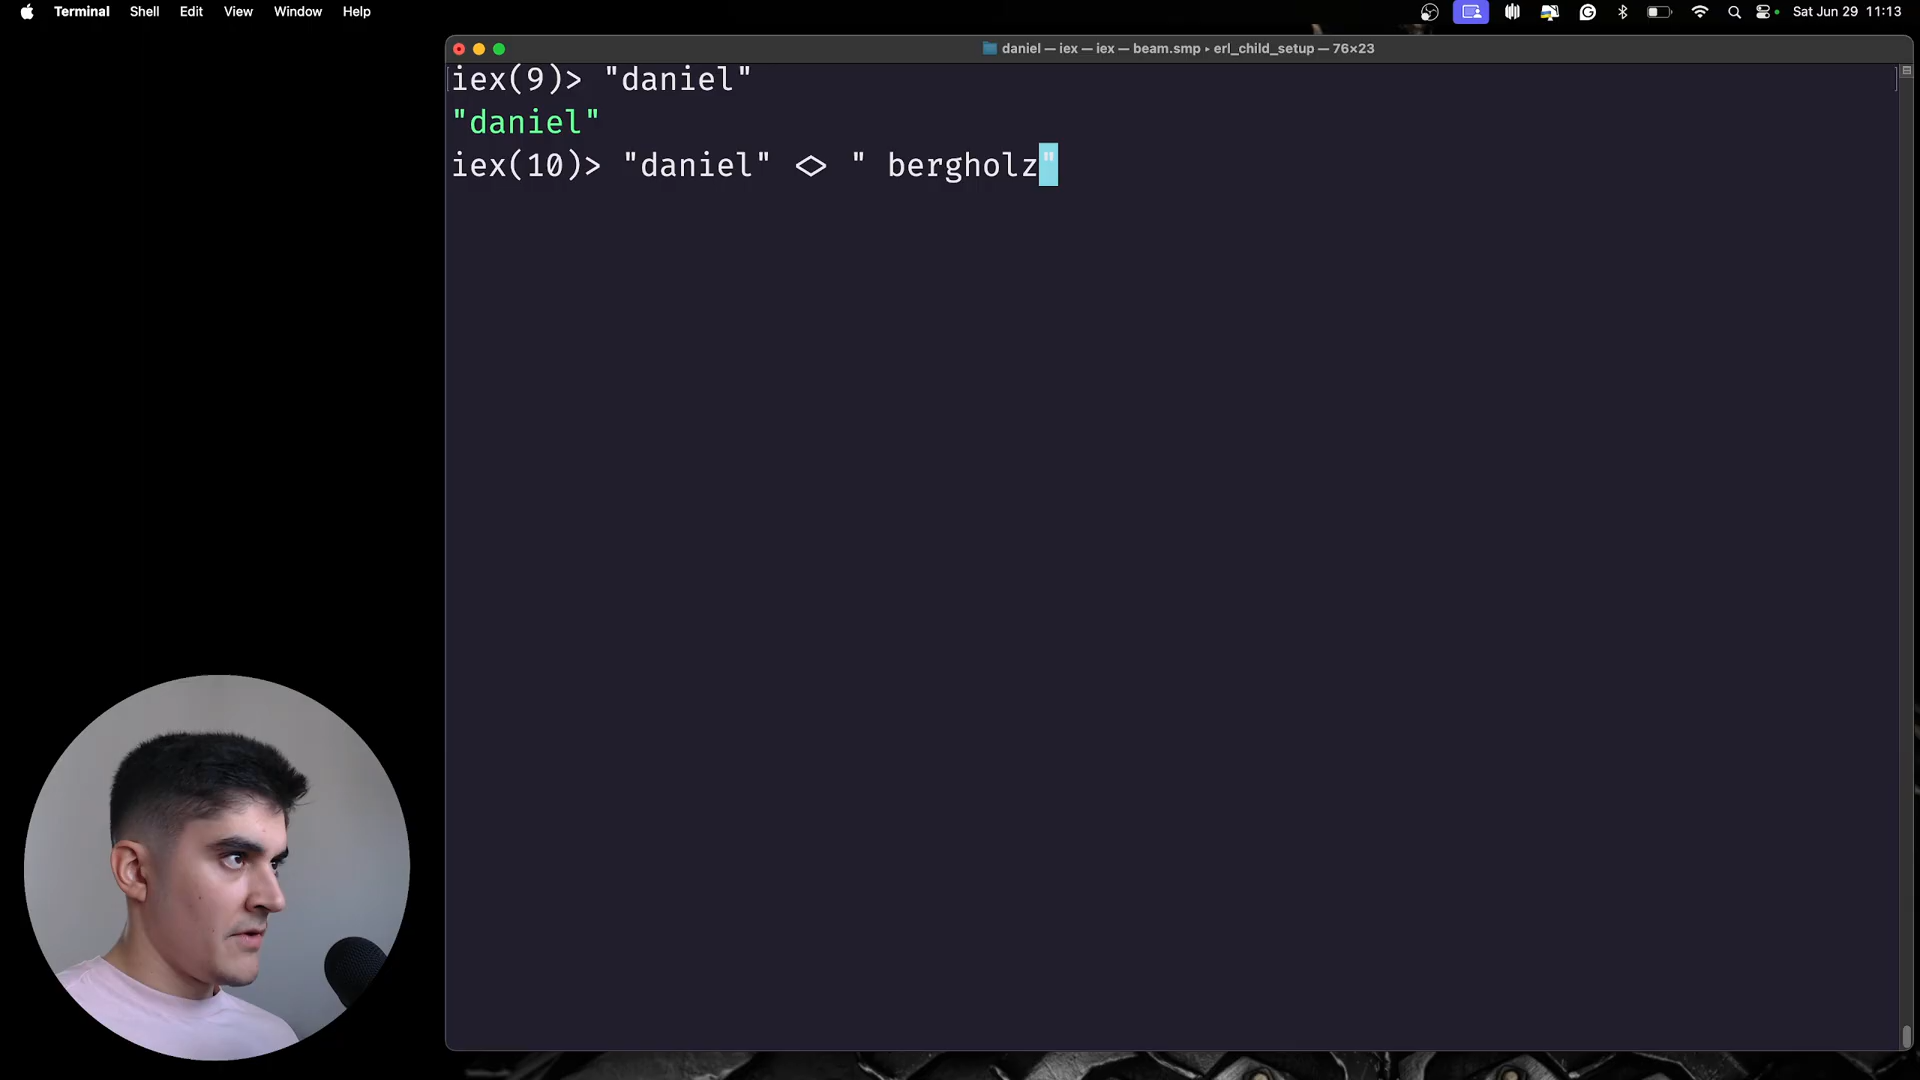 Terminal Shell Edit View Window Help Sat Jun 29 11:13
daniel — iex — iex — beam.smp ▸ erl_child_setup — 76×23
iex(9)> "daniel"
"daniel"
iex(10)> "daniel" <> " bergholz"